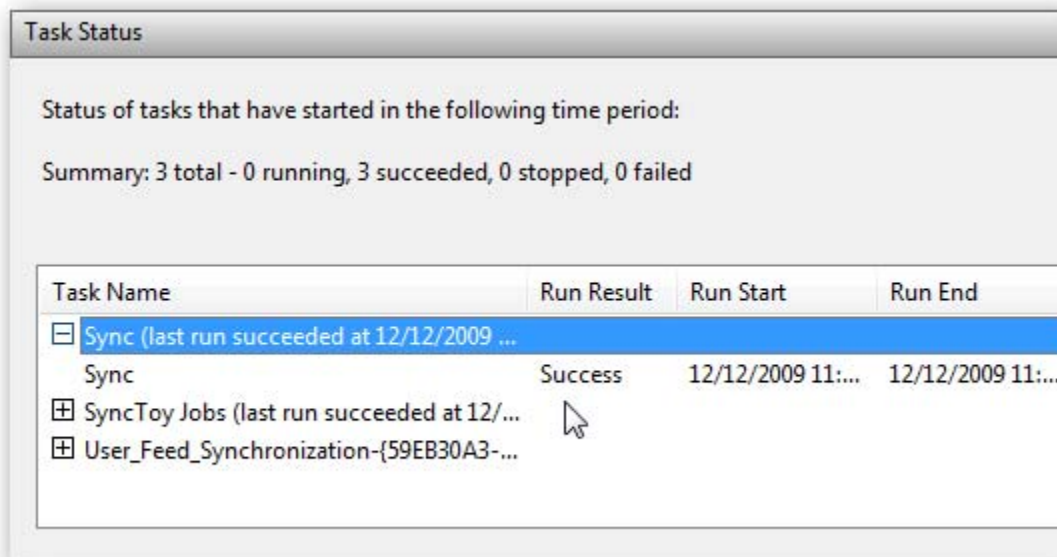 Task Status
Status of tasks that have started in the following time period:
Summary: 3 total - 0 running, 3 succeeded, 0 stopped, 0 failed
Task Name Run Result Run Start Run End
Sync (last run succeeded at 12/12/2009 ...
Sync Success 12/12/2009 11:... 12/12/2009 11:...
SyncToy Jobs (last run succeeded at 12/...
User_Feed_Synchronization-{59EB30A3-...